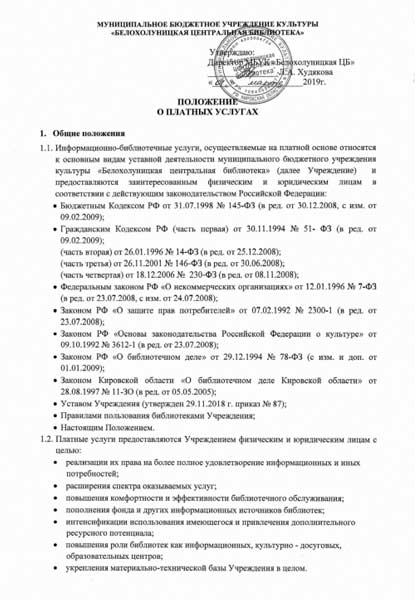 МУНИЦИПАЛЬНОЕ БЮДЖЕТНОЕ УЧРЕЖДЕНИЕ КУЛЬТУРЫ
«БЕЛОХОЛУНИЦКАЯ ЦЕНТРАЛЬНАЯ БИБЛИОТЕКА»
Утверждаю:
Директор МБУК «Белохолуницкая ЦБ»
Л.А. Худякова
2019г.
ПОЛОЖЕНИЕ
О ПЛАТНЫХ УСЛУГАХ
1. Общие положения
1.1. Информационно-библиотечные услуги, осуществляемые на платной основе относятся
к основным видам уставной деятельности муниципального бюджетного учреждения
культуры «Белохолуницкая центральная библиотека» (далее Учреждение) и
предоставляются заинтересованным физическим и юридическим лицам в
соответствии с действующим законодательством Российской Федерации:
• Бюджетным Кодексом РФ от 31.07.1998 № 145-ФЗ (в ред. от 30.12.2008, с изм. от
09.02.2009);
• Гражданским Кодексом РФ (часть первая) от 30.11.1994 № 51- ФЗ (в ред. от
09.02.2009);
(часть вторая) от 26.01.1996 № 14-ФЗ (в ред. от 25.12.2008);
(часть третья) от 26.11.2001 № 146-ФЗ (в ред. от 30.06.2008);
(часть четвертая) от 18.12.2006 № 230-ФЗ (в ред. от 08.11.2008);
• Федеральным законом РФ «О некоммерческих организациях» от 12.01.1996 № 7-ФЗ
(в ред. от 23.07.2008, с изм. от 24.07.2008);
• Законом РФ «О защите прав потребителей» от 07.02.1992 № 2300-1 (в ред. от
23.07.2008);
• Законом РФ «Основы законодательства Российской Федерации о культуре» от
09.10.1992 № 3612-1 (в ред. от 23.07.2008);
• Законом РФ «О библиотечном деле» от 29.12.1994 № 78-ФЗ (с изм. и доп. от
01.01.2009);
• Законом Кировской области «О библиотечном деле Кировской области» от
28.08.1997 № 11-ЗО (в ред. от 05.05.2005);
• Уставом Учреждения (утвержден 29.11.2018 г. приказ № 87);
• Правилами пользования библиотеками Учреждения;
• Настоящим Положением.
1.2. Платные услуги предоставляются Учреждением физическим и юридическим лицам с
целью:
• реализации их права на более полное удовлетворение информационных и иных
потребностей;
• расширения спектра оказываемых услуг;
• повышения комфортности и эффективности библиотечного обслуживания;
• пополнения фонда и других информационных источников библиотек;
• интенсификации использования имеющегося и привлечения дополнительного
ресурсного потенциала;
• повышения роли библиотек как информационных, культурно - досуговых,
образовательных центров;
• укрепления материально-технической базы Учреждения в целом.